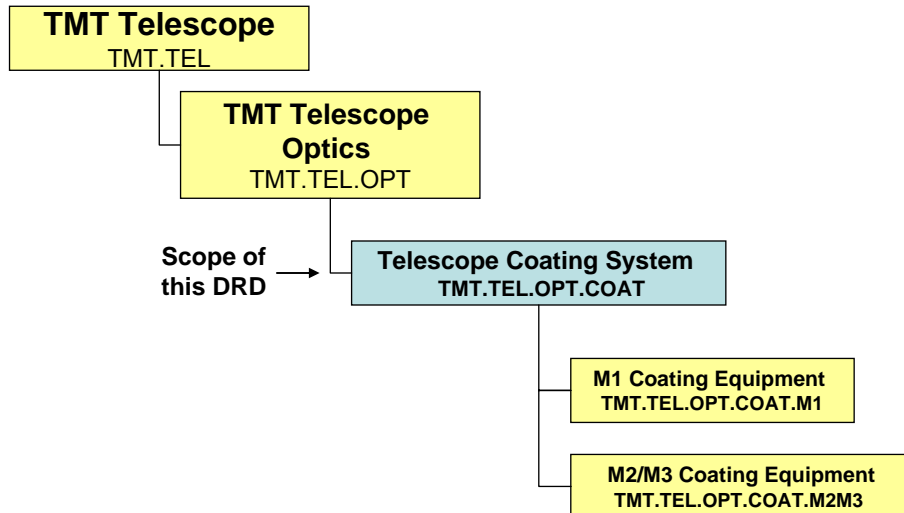 TMT Telescope
TMT.TEL
TMT Telescope
Optics
TMT.TEL.OPT
Scope of
this DRD
Telescope Coating System
TMT.TEL.OPT.COAT
M1 Coating Equipment
TMT.TEL.OPT.COAT.M1
M2/M3 Coating Equipment
TMT.TEL.OPT.COAT.M2M3